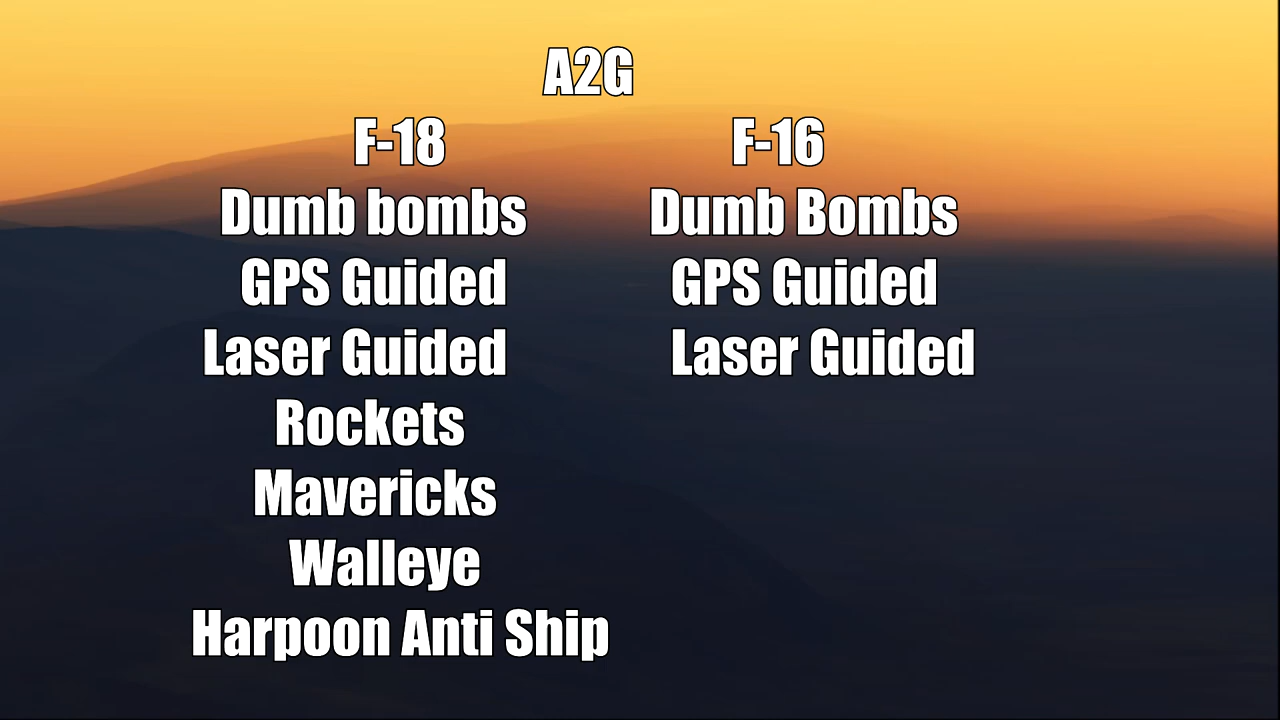 A2G
F-18 F-16
Dumb bombs Dumb Bombs
GPS Guided GPS Guided
Laser Guided Laser Guided
Rockets
Mavericks
Walleye
Harpoon Anti Ship